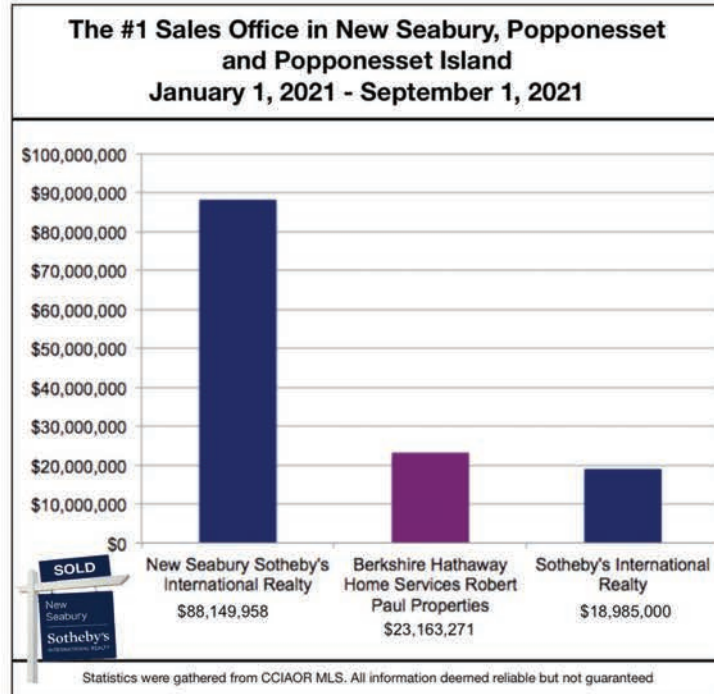 The #1 Sales Office in New Seabury, Popponesset
and Popponesset Island
January 1, 2021 - September 1, 2021
$100,000,000
$90,000,000
$80,000,000
$70,000,000
$60,000,000
$50,000,000
$40,000,000
$30,000,000
$20,000,000
$10,000,000
$0
New Seabury Sotheby's
International Realty
$88,149,958
Berkshire Hathaway
Home Services Robert
Paul Properties
$23,163,271
Sotheby's International
Realty
$18,985,000
SOLD
New
Seabury
Sotheby's
INTERNATIONAL REALTY
Statistics were gathered from CCIAOR MLS. All information deemed reliable but not guaranteed